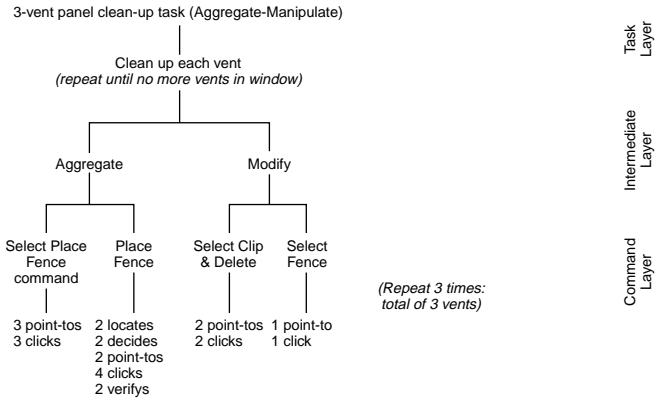 3-vent panel clean-up task (Aggregate-Manipulate)
Clean up each vent
(repeat until no more vents in window)
Aggregate
Modify
Select Place
Fence
command
Place
Fence
Select Clip
& Delete
Select
Fence
3 point-tos
3 clicks
2 locates
2 decides
2 point-tos
4 clicks
2 verifys
2 point-tos
2 clicks
1 point-to
1 click
(Repeat 3 times:
total of 3 vents)
Task
Layer
Intermediate
Layer
Command
Layer